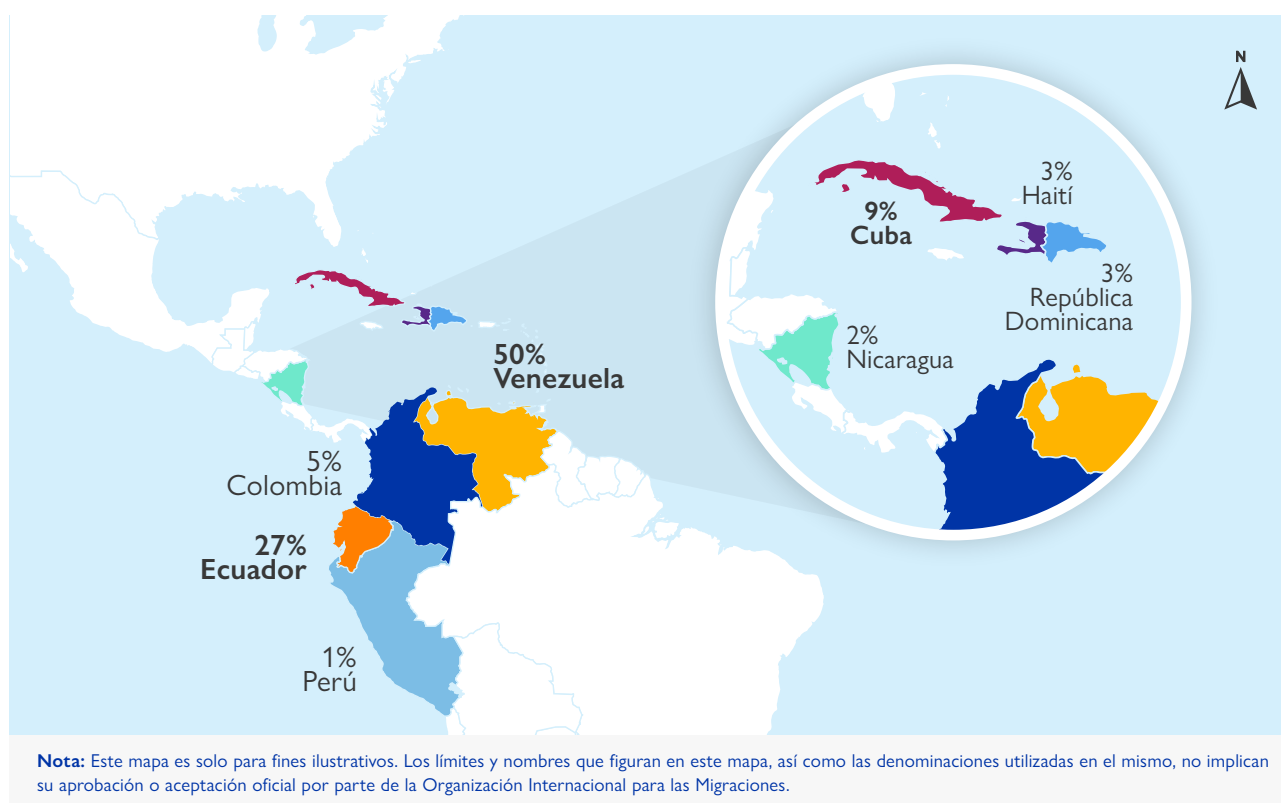 N
3%
Haití
9%
Cuba
3%
República
Dominicana
2%
Nicaragua
50%
Venezuela
5%
Colombia
27%
Ecuador
1%
Perú
Nota: Este mapa es solo para fines ilustrativos. Los límites y nombres que figuran en este mapa, así como las denominaciones utilizadas en el mismo, no implican
su aprobación o aceptación oficial por parte de la Organización Internacional para las Migraciones.